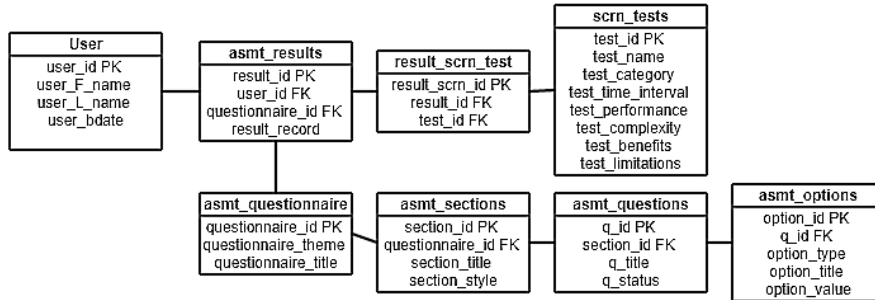 User
user_id PK
user_F_name
user_L_name
user_bdate
asmt_results
result_id PK
user_id FK
questionnaire_id FK
result_record
result_scrn_test
result_scrn_id PK
result_id FK
test_id FK
scrn_tests
test_id PK
test_name
test_category
test_time_interval
test_performance
test_complexity
test_benefits
test_limitations
asmt_questionnaire
questionnaire_id PK
questionnaire_theme
questionnaire_title
asmt_sections
section_id PK
questionnaire_id FK
section_title
section_style
asmt_questions
q_id PK
section_id FK
q_title
q_status
asmt_options
option_id PK
q_id FK
option_type
option_title
option_value